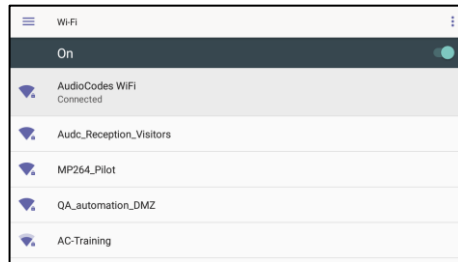 Wi-Fi
On
AudioCodes WiFi
Connected
Audc_Reception_Visitors
MP264_Pilot
QA_automation_DMZ
AC-Training